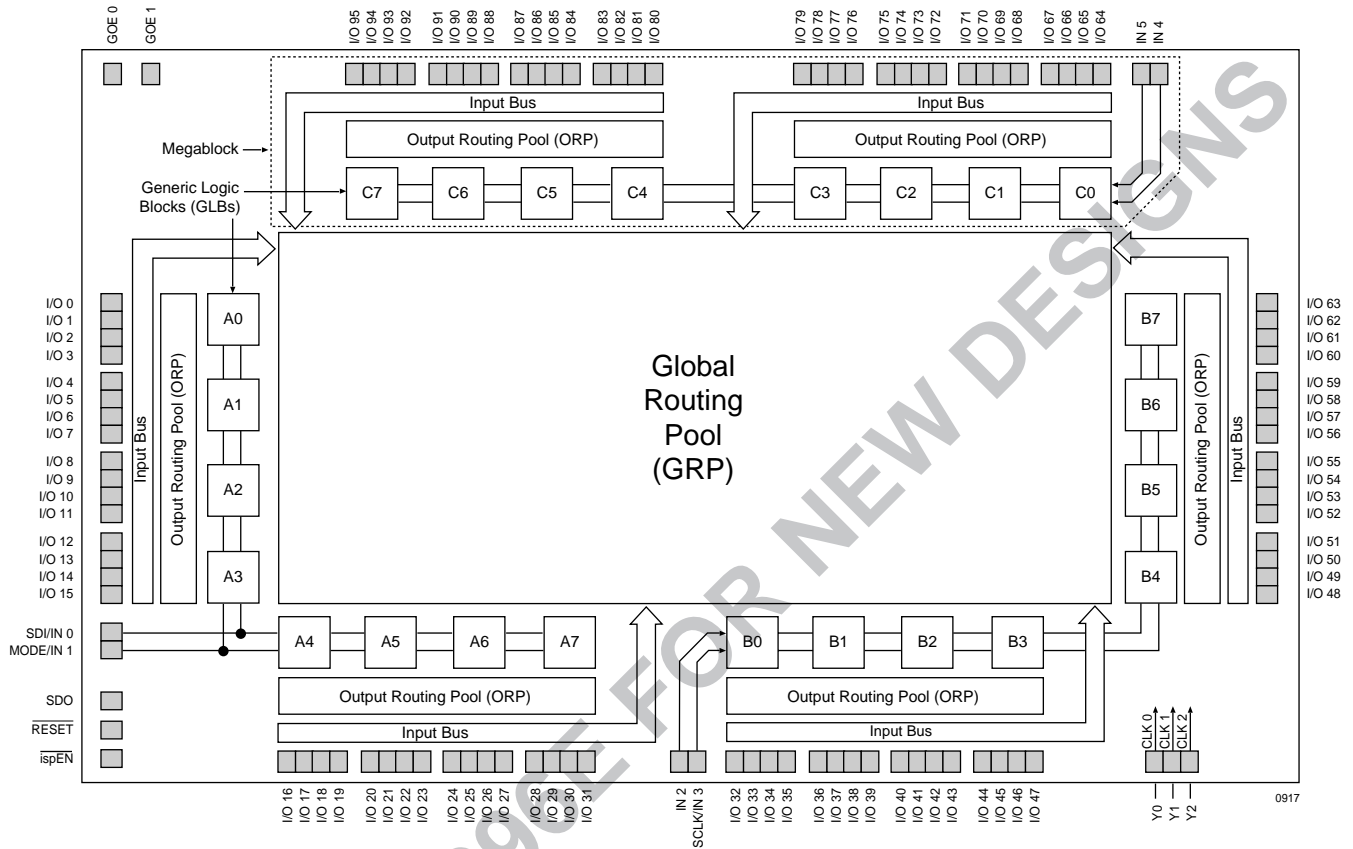 GOE 0
GOE 1
I/O 95
I/O 94
I/O 93
I/O 92
I/O 91
I/O 90
I/O 89
I/O 88
I/O 87
I/O 86
I/O 85
I/O 84
I/O 83
I/O 82
I/O 81
I/O 80
I/O 79
I/O 78
I/O 77
I/O 76
I/O 75
I/O 74
I/O 73
I/O 72
I/O 71
I/O 70
I/O 69
I/O 68
I/O 67
I/O 66
I/O 65
I/O 64
IN 5
IN 4
Input Bus
Input Bus
Output Routing Pool (ORP)
Output Routing Pool (ORP)
Megablock
Generic Logic
Blocks (GLBs)
C7
C6
C5
C4
C3
C2
C1
C0
I/O 0
I/O 1
I/O 2
I/O 3
I/O 4
I/O 5
I/O 6
I/O 7
I/O 8
I/O 9
I/O 10
I/O 11
I/O 12
I/O 13
I/O 14
I/O 15
Input Bus
Output Routing Pool (ORP)
A0
A1
A2
A3
Global
Routing
Pool
(GRP)
B7
B6
B5
B4
Output Routing Pool (ORP)
Input Bus
I/O 63
I/O 62
I/O 61
I/O 60
I/O 59
I/O 58
I/O 57
I/O 56
I/O 55
I/O 54
I/O 53
I/O 52
I/O 51
I/O 50
I/O 49
I/O 48
SDI/IN 0
MODE/IN 1
SDO
RESET
ispEN
A4
A5
A6
A7
B0
B1
B2
B3
Output Routing Pool (ORP)
Output Routing Pool (ORP)
Input Bus
Input Bus
I/O 16
I/O 17
I/O 18
I/O 19
I/O 20
I/O 21
I/O 22
I/O 23
I/O 24
I/O 25
I/O 26
I/O 27
I/O 28
I/O 29
I/O 30
I/O 31
IN 2
SCLK/IN 3
I/O 32
I/O 33
I/O 34
I/O 35
I/O 36
I/O 37
I/O 38
I/O 39
I/O 40
I/O 41
I/O 42
I/O 43
I/O 44
I/O 45
I/O 46
I/O 47
CLK 0
CLK 1
CLK 2
Y0
Y1
Y2
0917
96E FOR NEW DESIGNS